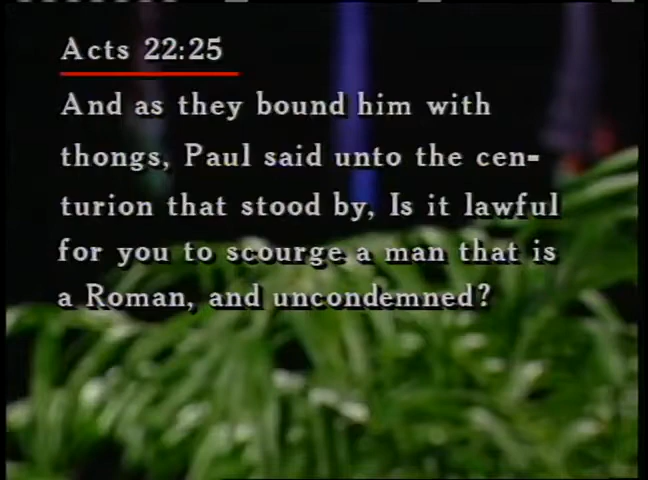 Acts 22:25
And as they bound him with
thongs, Paul said unto the cen-
turion that stood by, Is it lawful
for you to scourge a man that is
a Roman, and uncondemned?